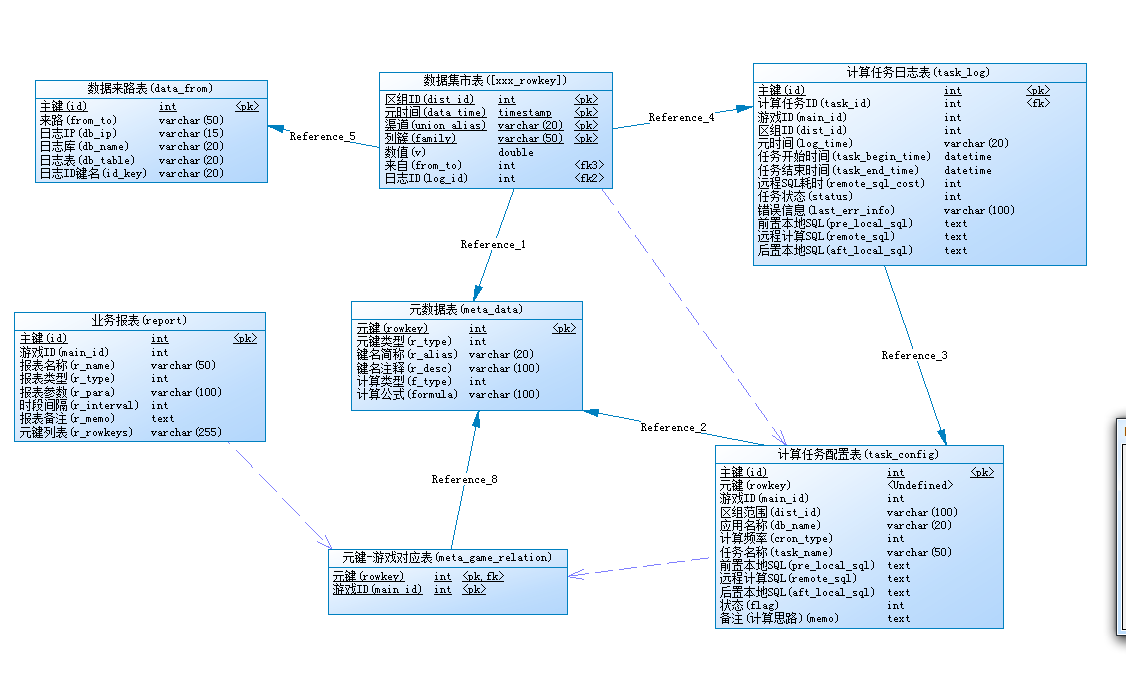 数据来路表(data_from)
主键(id) int <pk>
来路(from_to) varchar(50)
日志IP(db_ip) varchar(15)
日志库(db_name) varchar(20)
日志表(db_table) varchar(20)
日志ID键名(id_key) varchar(20)
数据集市表([xxx_rowkey])
区组ID(dist_id) int <pk>
元时间(data_time) timestamp <pk>
渠道(union_alias) varchar(20) <pk>
列簇(family) varchar(50) <pk>
数值(v) double
来自(from_to) int <fk3>
日志ID(log_id) int <fk2>
计算任务日志表(task_log)
主键(id) int <pk>
计算任务ID(task_id) int <fk>
游戏ID(main_id) int
区组ID(dist_id) int
元时间(log_time) varchar(20)
任务开始时间(task_begin_time) datetime
任务结束时间(task_end_time) datetime
远程SQL耗时(remote_sql_cost) int
任务状态(status) int
错误信息(last_err_info) varchar(100)
前置本地SQL(pre_local_sql) text
远程计算SQL(remote_sql) text
后置本地SQL(aft_local_sql) text
Reference_5
Reference_4
Reference_1
业务报表(report)
主键(id) int <pk>
游戏ID(main_id) int
报表名称(r_name) varchar(50)
报表类型(r_type) int
报表参数(r_para) varchar(100)
时段间隔(r_interval) int
报表备注(r_memo) text
元键列表(r_rowkeys) varchar(255)
元数据表(meta_data)
元键(rowkey) int <pk>
元键类型(r_type) int
键名简称(r_alias) varchar(20)
键名注释(r_desc) varchar(100)
计算类型(f_type) int
计算公式(formula) varchar(100)
Reference_3
Reference_2
Reference_8
计算任务配置表(task_config)
主键(id) int <pk>
元键(rowkey) <Undefined>
游戏ID(main_id) int
区组范围(dist_id) varchar(100)
应用名称(db_name) varchar(20)
计算频率(cron_type) int
任务名称(task_name) varchar(50)
前置本地SQL(pre_local_sql) text
远程计算SQL(remote_sql) text
后置本地SQL(aft_local_sql) text
状态(flag) int
备注(计算思路)(memo) text
元键-游戏对应表(meta_game_relation)
元键(rowkey) int <pk,fk>
游戏ID(main_id) int <pk>